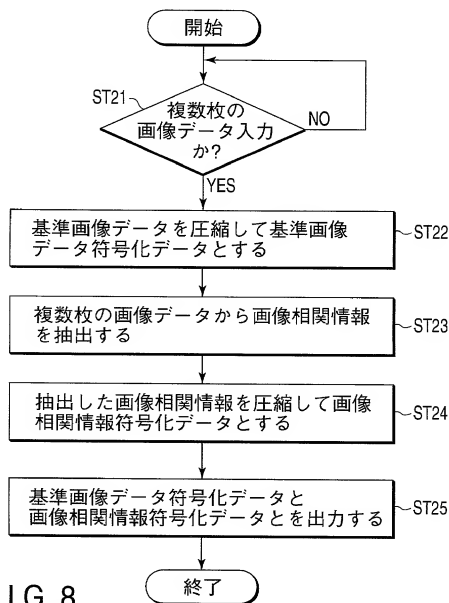 開始
ST21
複数枚の
画像データ入力
か?
NO
YES
基準画像データを圧縮して基準画像
データ符号化データとする
ST22
複数枚の画像データから画像相関情報
を抽出する
ST23
抽出した画像相関情報を圧縮して画像
相関情報符号化データとする
ST24
基準画像データ符号化データと
画像相関情報符号化データとを出力する
ST25
終了
IG. 8